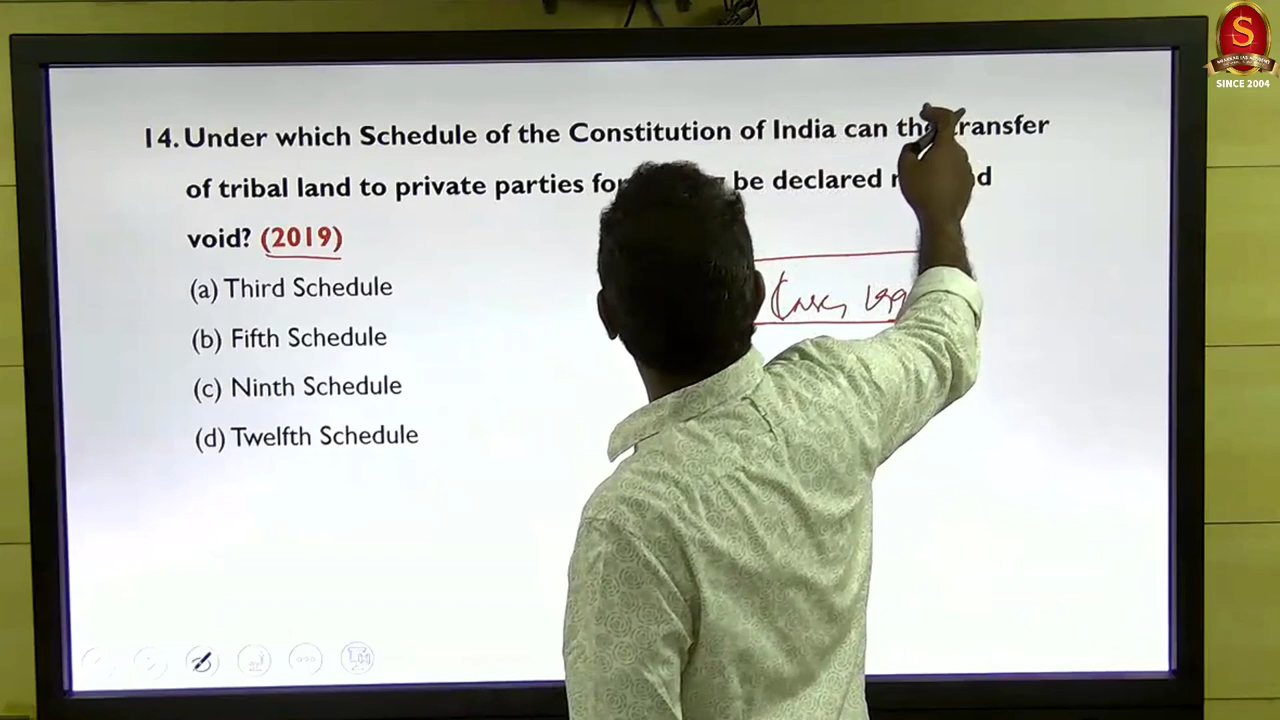 14. Under which Schedule of the Constitution of India can the transfer
of tribal land to private parties for be declared
void? (2019)
(a) Third Schedule
(b) Fifth Schedule
(c) Ninth Schedule
(d) Twelfth Schedule
S
SINCE 2004